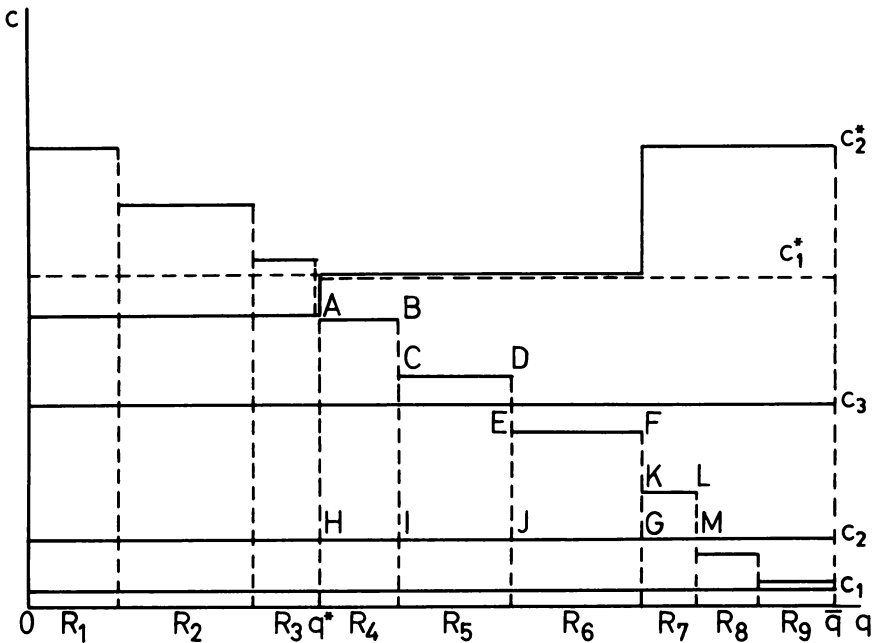 c
c₂*
c₁*
A B
C D
c₃
E F
K L
H I J G M
c₂
c₁
0 R₁ R₂ R₃ q* R₄ R₅ R₆ R₇ R₈ R₉ q̄ q